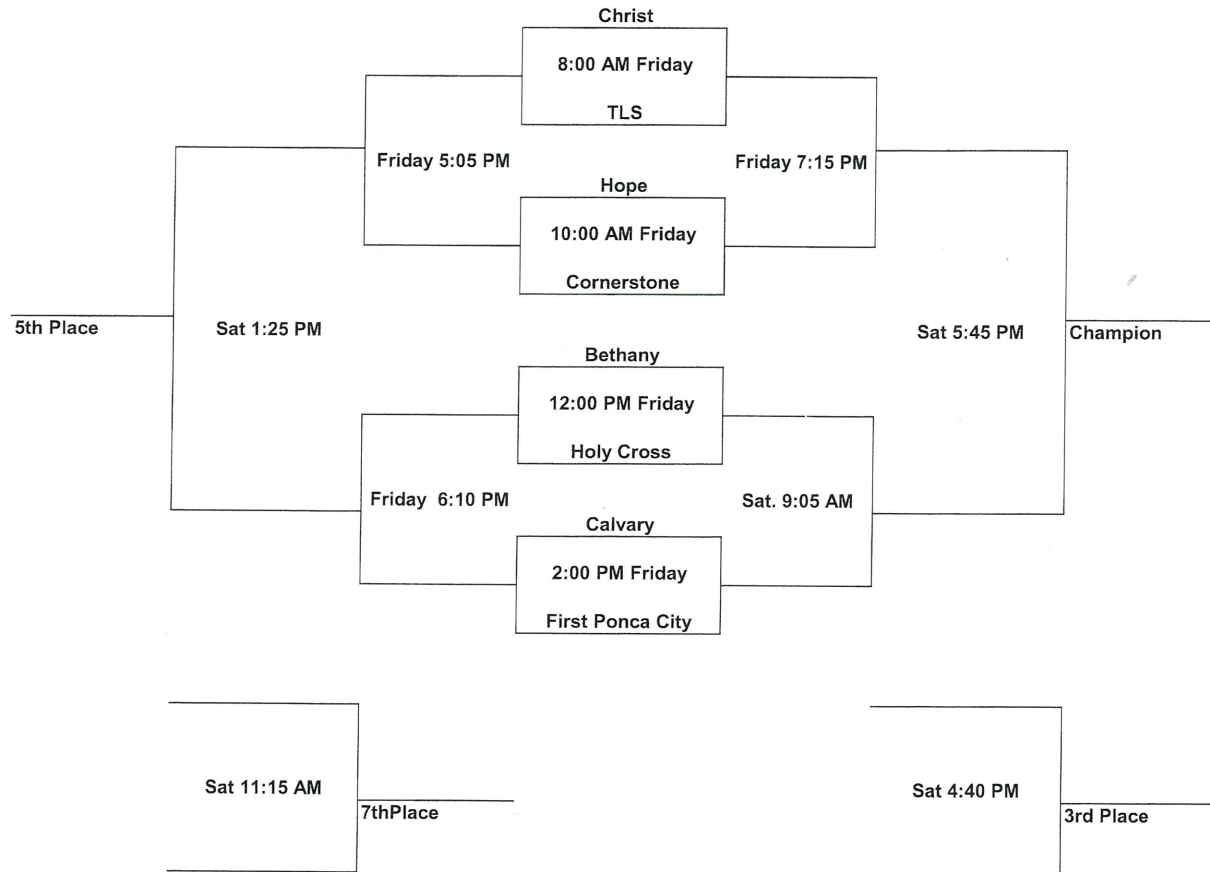 Christ
8:00 AM Friday
TLS
Friday 5:05 PM
Friday 7:15 PM
Hope
10:00 AM Friday
Cornerstone
5th Place
Sat 1:25 PM
Sat 5:45 PM
Champion
Bethany
12:00 PM Friday
Holy Cross
Friday 6:10 PM
Sat. 9:05 AM
Calvary
2:00 PM Friday
First Ponca City
Sat 11:15 AM
7thPlace
Sat 4:40 PM
3rd Place